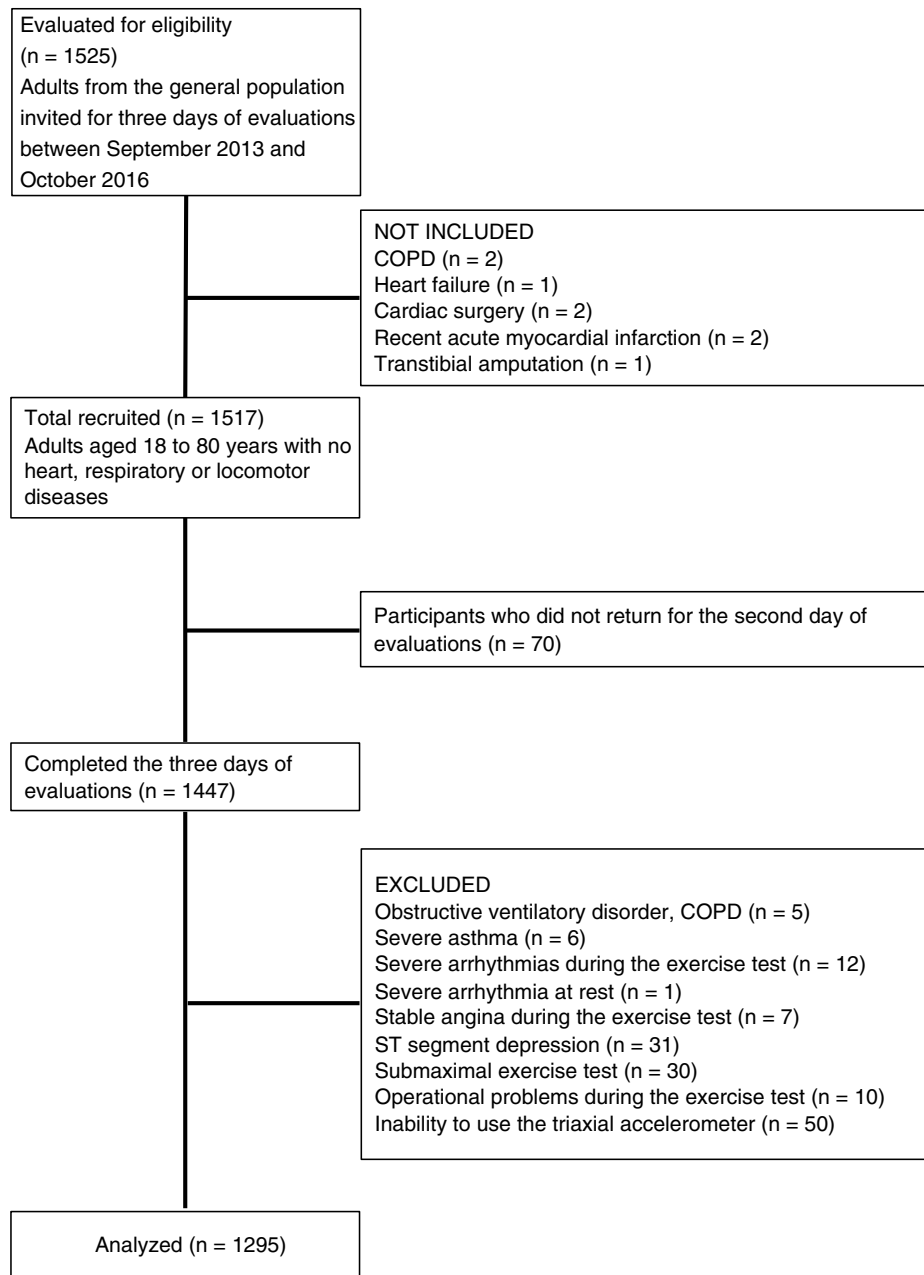 Evaluated for eligibility
(n = 1525)
Adults from the general population
invited for three days of evaluations
between September 2013 and
October 2016
NOT INCLUDED
COPD (n = 2)
Heart failure (n = 1)
Cardiac surgery (n = 2)
Recent acute myocardial infarction (n = 2)
Transtibial amputation (n = 1)
Total recruited (n = 1517)
Adults aged 18 to 80 years with no
heart, respiratory or locomotor
diseases
Participants who did not return for the second day of
evaluations (n = 70)
Completed the three days of
evaluations (n = 1447)
EXCLUDED
Obstructive ventilatory disorder, COPD (n = 5)
Severe asthma (n = 6)
Severe arrhythmias during the exercise test (n = 12)
Severe arrhythmia at rest (n = 1)
Stable angina during the exercise test (n = 7)
ST segment depression (n = 31)
Submaximal exercise test (n = 30)
Operational problems during the exercise test (n = 10)
Inability to use the triaxial accelerometer (n = 50)
Analyzed (n = 1295)